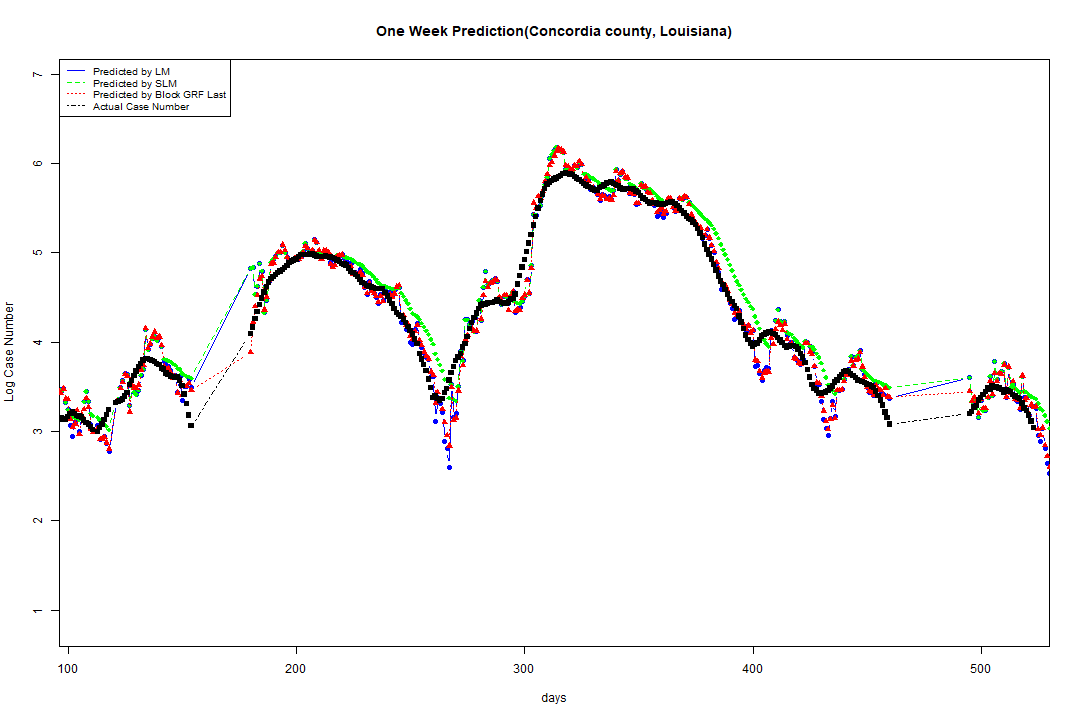 One Week Prediction(Concordia county, Louisiana)
Predicted by LM
Predicted by SLM
Predicted by Block GRF Last
Actual Case Number
7
6
5
4
3
2
1
Log Case Number
100 200 300 400 500
days